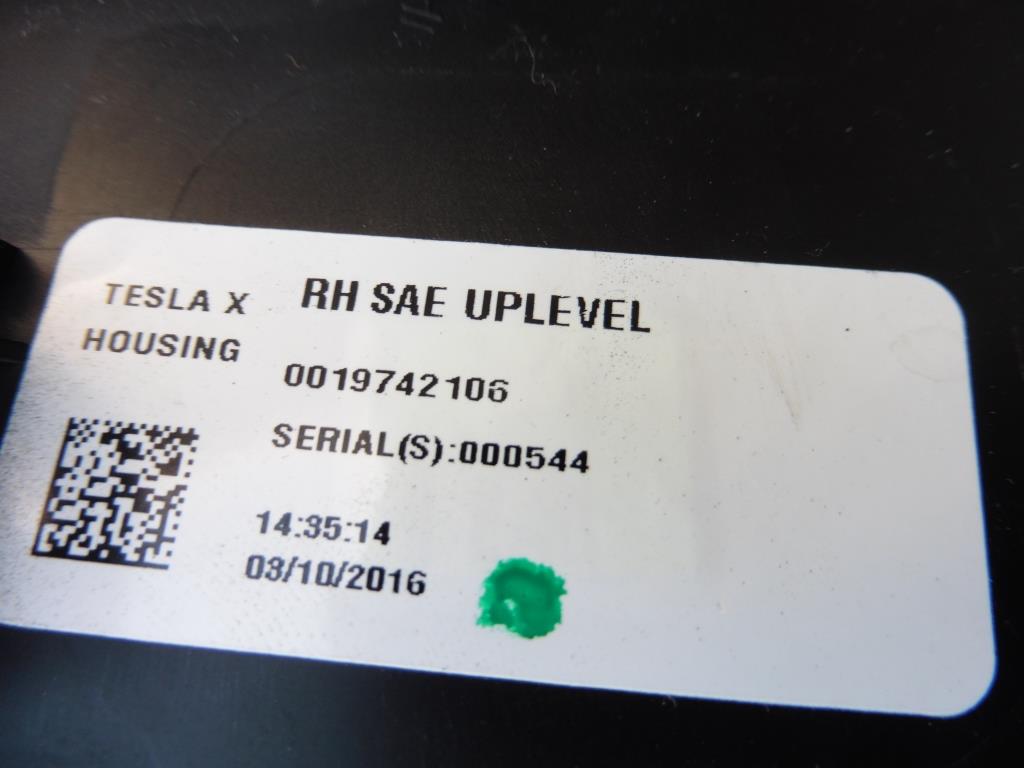 TESLA X RH SAE UPLEVEL
HOUSING
0019742106
SERIAL(S):000544
14:35:14
03/10/2016